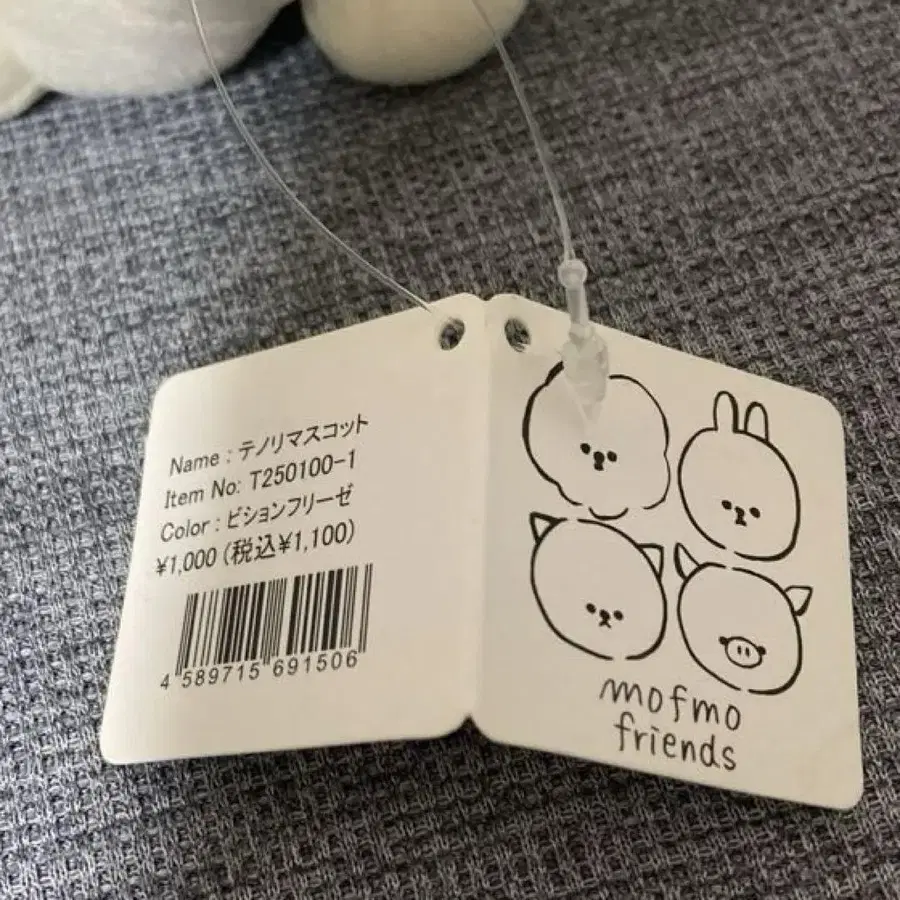 Name : テノリマスコット
Item No: T250100-1
Color : ビションフリーゼ
¥1,000 (税込¥1,100)
4 589715 691506
mofmo
friends